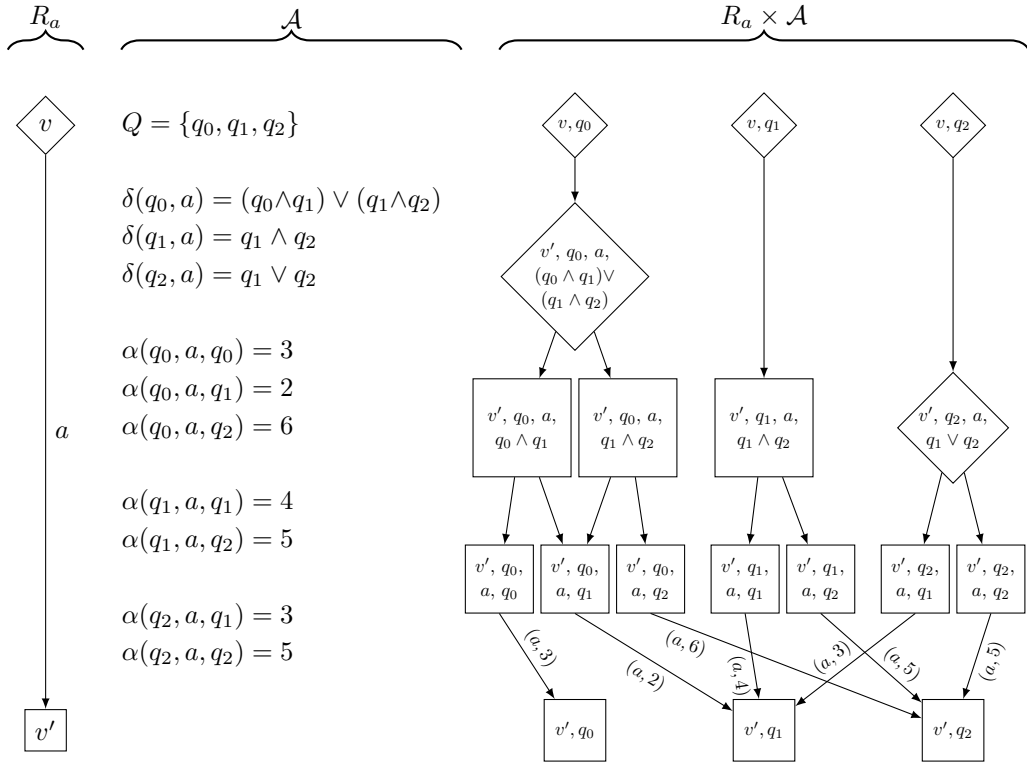 R_a
𝒜
R_a × 𝒜
v
a
v′
Q = {q_0, q_1, q_2}
δ(q_0, a) = (q_0∧q_1) ∨ (q_1∧q_2)
δ(q_1, a) = q_1 ∧ q_2
δ(q_2, a) = q_1 ∨ q_2
α(q_0, a, q_0) = 3
α(q_0, a, q_1) = 2
α(q_0, a, q_2) = 6
α(q_1, a, q_1) = 4
α(q_1, a, q_2) = 5
α(q_2, a, q_1) = 3
α(q_2, a, q_2) = 5
v, q_0
v, q_1
v, q_2
v′, q_0, a,
(q_0 ∧ q_1)∨
(q_1 ∧ q_2)
v′, q_0, a,
q_0 ∧ q_1
v′, q_0, a,
q_1 ∧ q_2
v′, q_1, a,
q_1 ∧ q_2
v′, q_2, a,
q_1 ∨ q_2
v′, q_0,
a, q_0
v′, q_0,
a, q_1
v′, q_0,
a, q_2
v′, q_1,
a, q_1
v′, q_1,
a, q_2
v′, q_2,
a, q_1
v′, q_2,
a, q_2
(a, 3)
(a, 2)
(a, 6)
(a, 4)
(a, 3)
(a, 5)
(a, 5)
v′, q_0
v′, q_1
v′, q_2